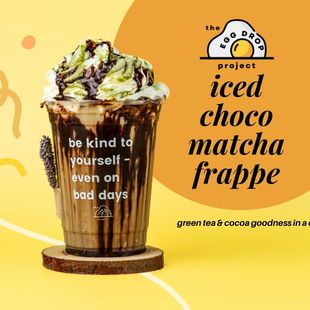 the
EGG DROP
project
iced
choco
matcha
frappe
be kind to
yourself -
even on
bad days
green tea & cocoa goodness in a